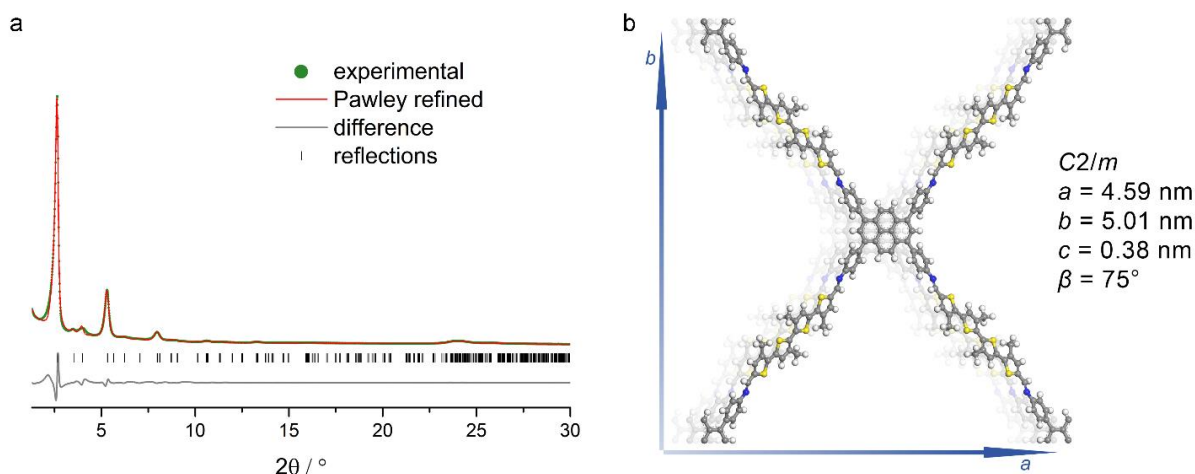 a
experimental
Pawley refined
difference
reflections
5
10
15
20
25
30
2θ / °
b
b
a
C2/m
a = 4.59 nm
b = 5.01 nm
c = 0.38 nm
β = 75°